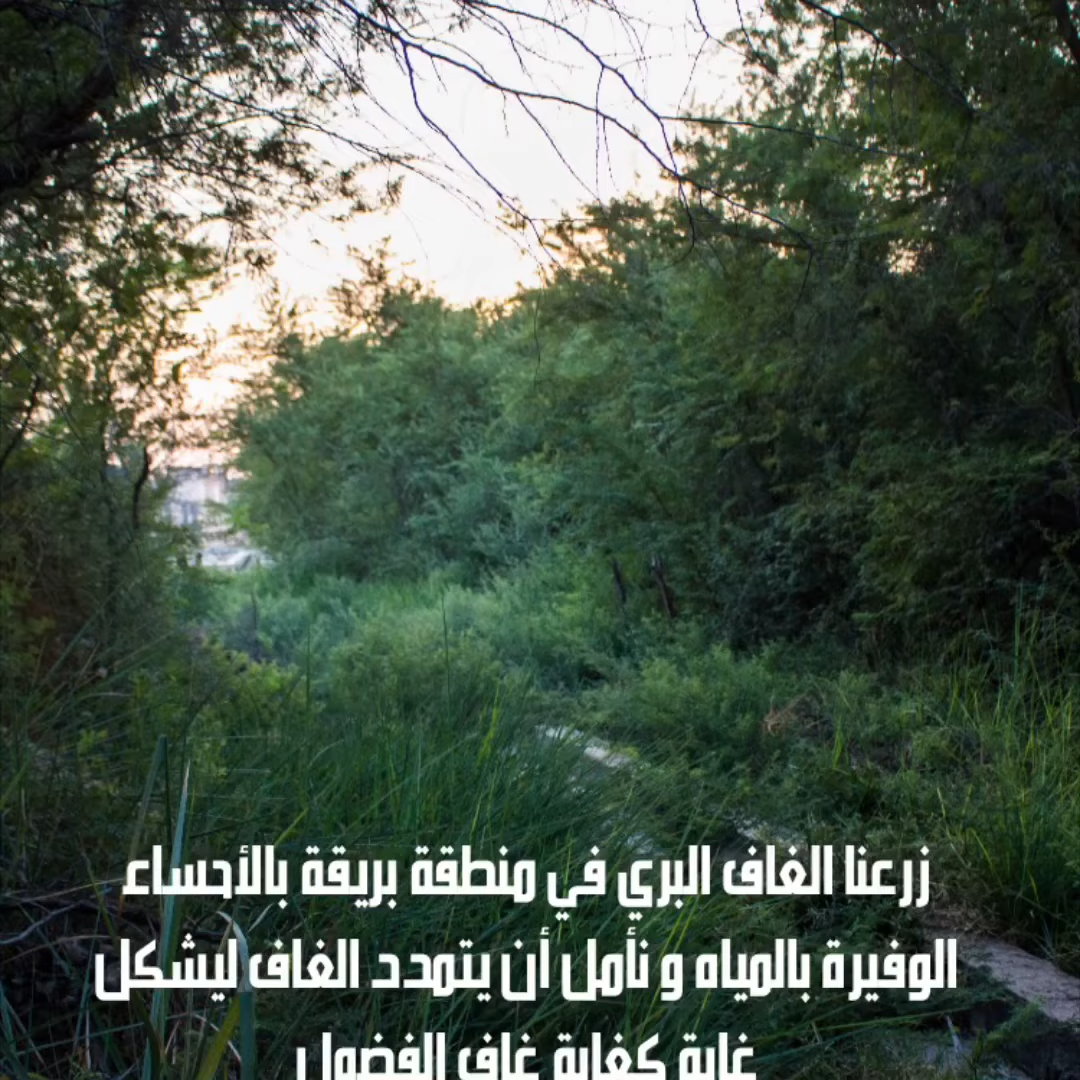 زرعنا الغاف البري في منطقة بريقة بالأحساء
الوفيرة بالمياه و نأمل أن يتمدد الغاف ليشكل
غابة كغابة غاف الفضول